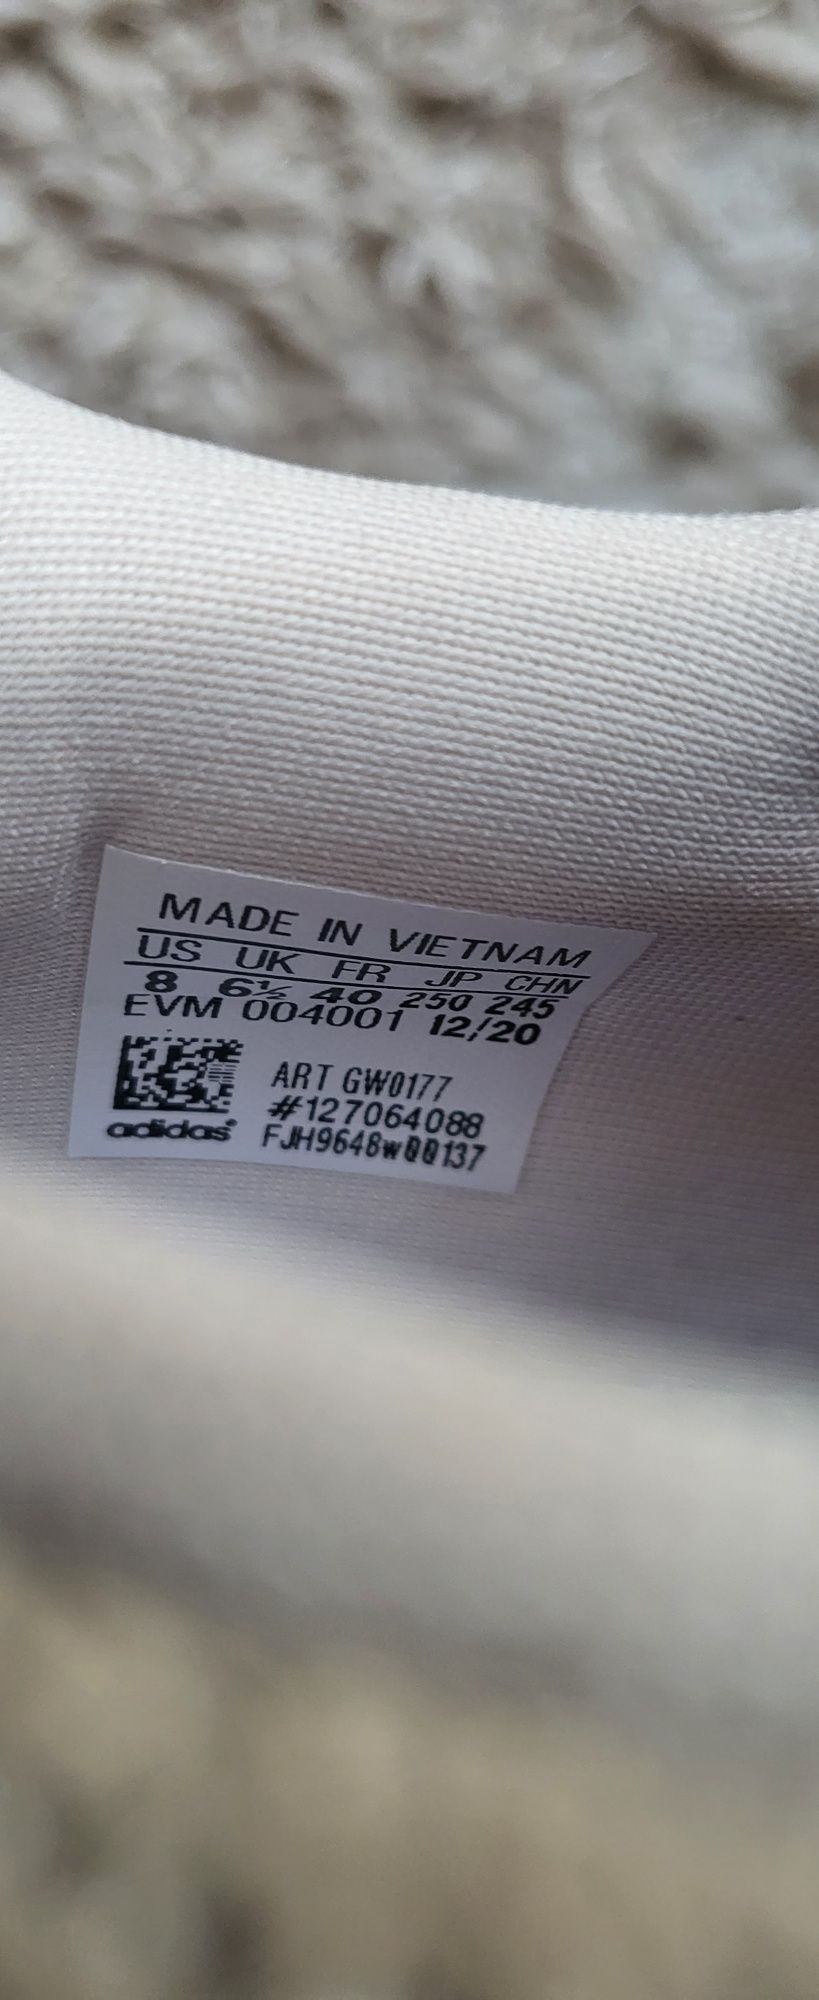 MADE IN VIETNAM
US UK FR JP CHN
8 6½ 40 250 245
EVM 004001 12/20
ART GW0177
#127064088
adidas FJH9648w00137